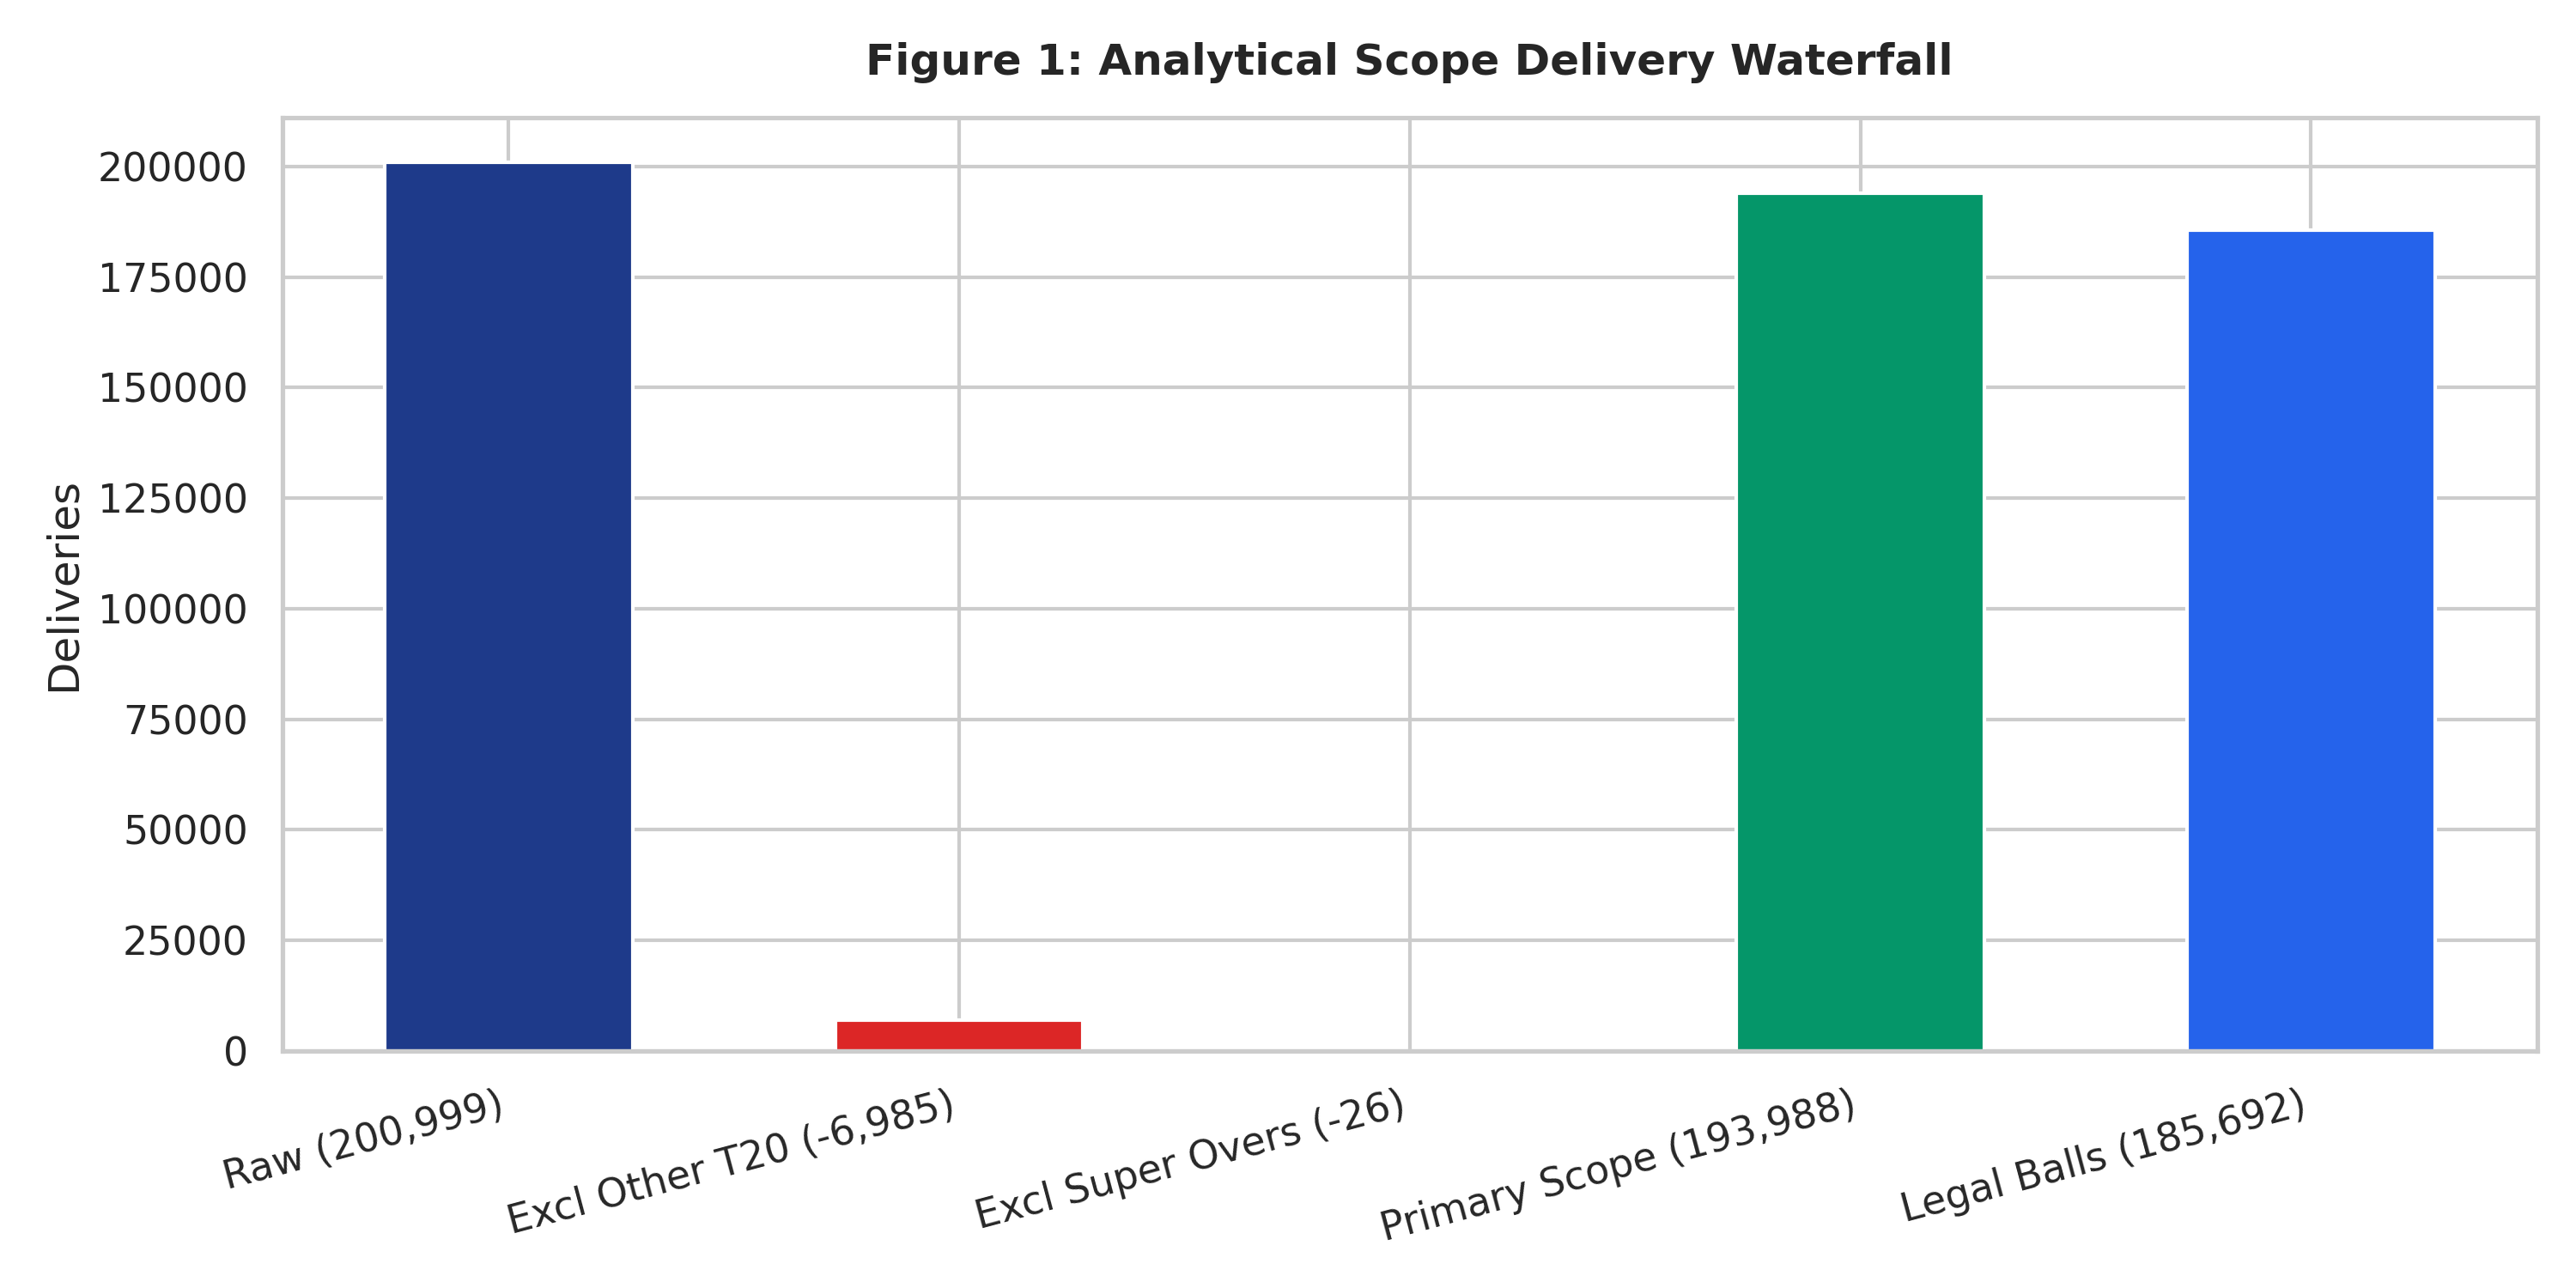 Figure 1: Analytical Scope Delivery Waterfall
Deliveries
200000
175000
150000
125000
100000
75000
50000
25000
0
Raw (200,999)
Excl Other T20 (-6,985)
Excl Super Overs (-26)
Primary Scope (193,988)
Legal Balls (185,692)